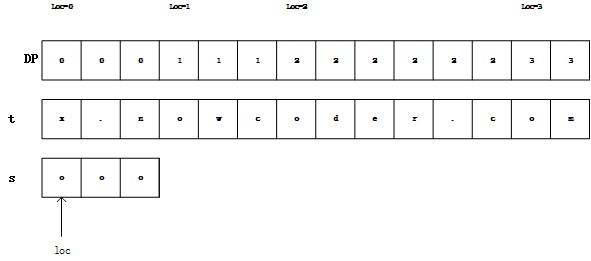 Loc=0 Loc=1 Loc=2 Loc=3
DP 0 0 0 1 1 1 2 2 2 2 2 2 3 3
t x . n o w c o d e r . c o m
s o o o
loc